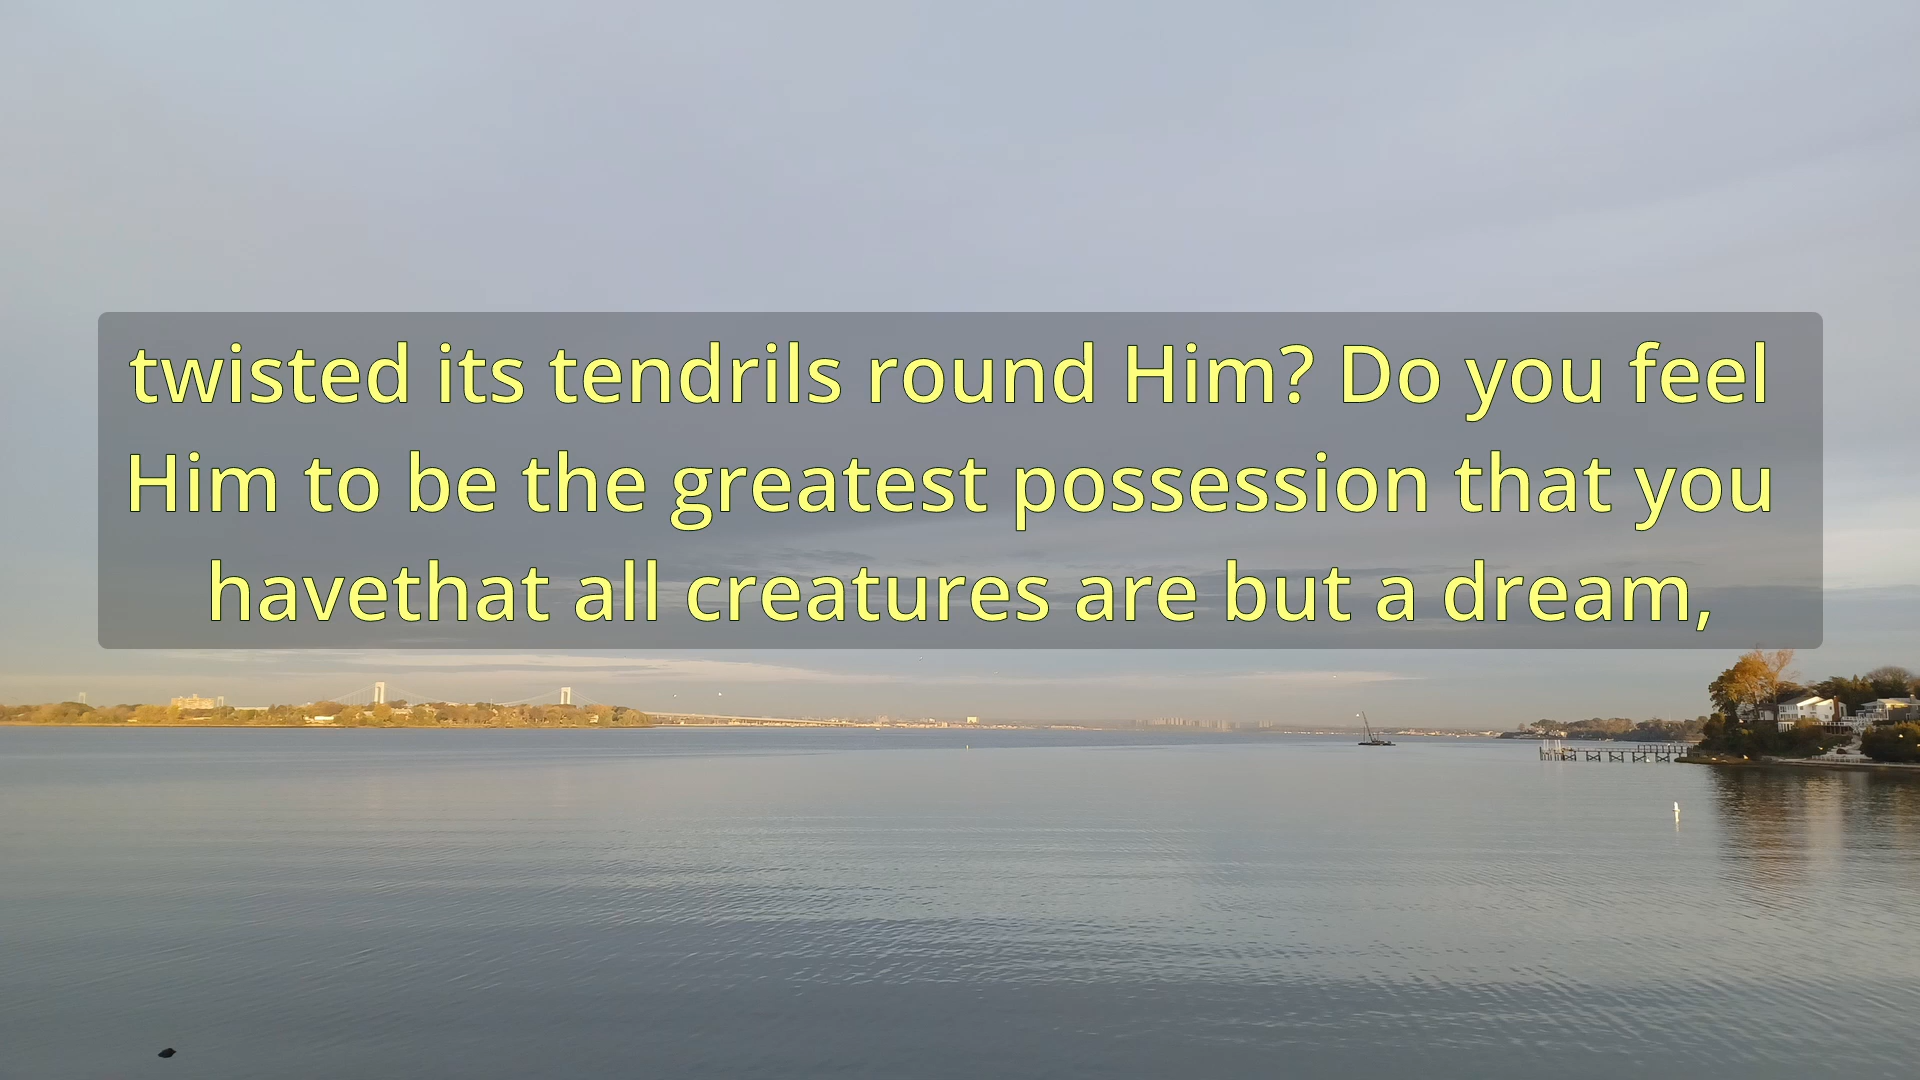 twisted its tendrils round Him? Do you feel
Him to be the greatest possession that you
havethat all creatures are but a dream,